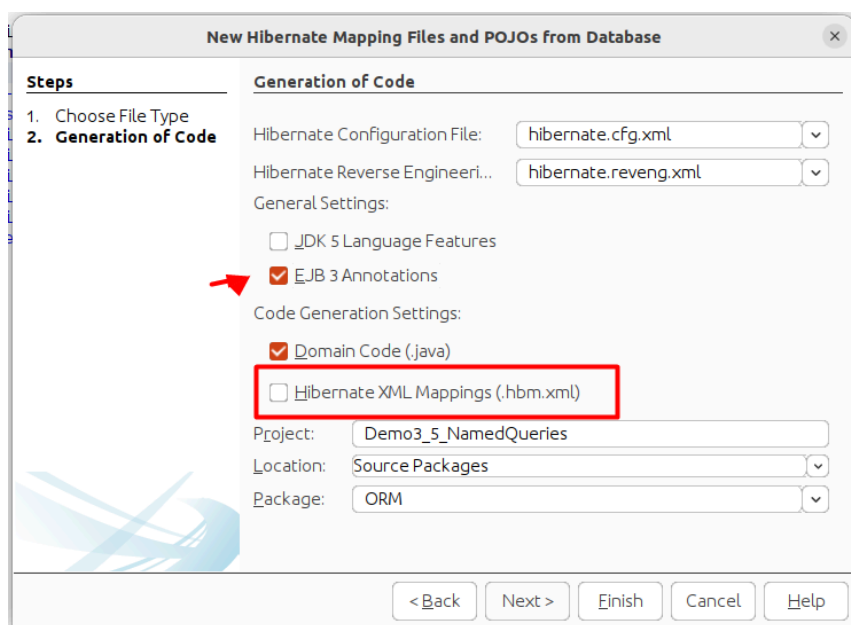 New Hibernate Mapping Files and POJOs from Database
Steps
1. Choose File Type
2. Generation of Code
Generation of Code
Hibernate Configuration File: hibernate.cfg.xml
Hibernate Reverse Engineeri... hibernate.reveng.xml
General Settings:
JDK 5 Language Features
EJB 3 Annotations
Code Generation Settings:
Domain Code (.java)
Hibernate XML Mappings (.hbm.xml)
Project: Demo3_5_NamedQueries
Location: Source Packages
Package: ORM
< Back Next > Finish Cancel Help